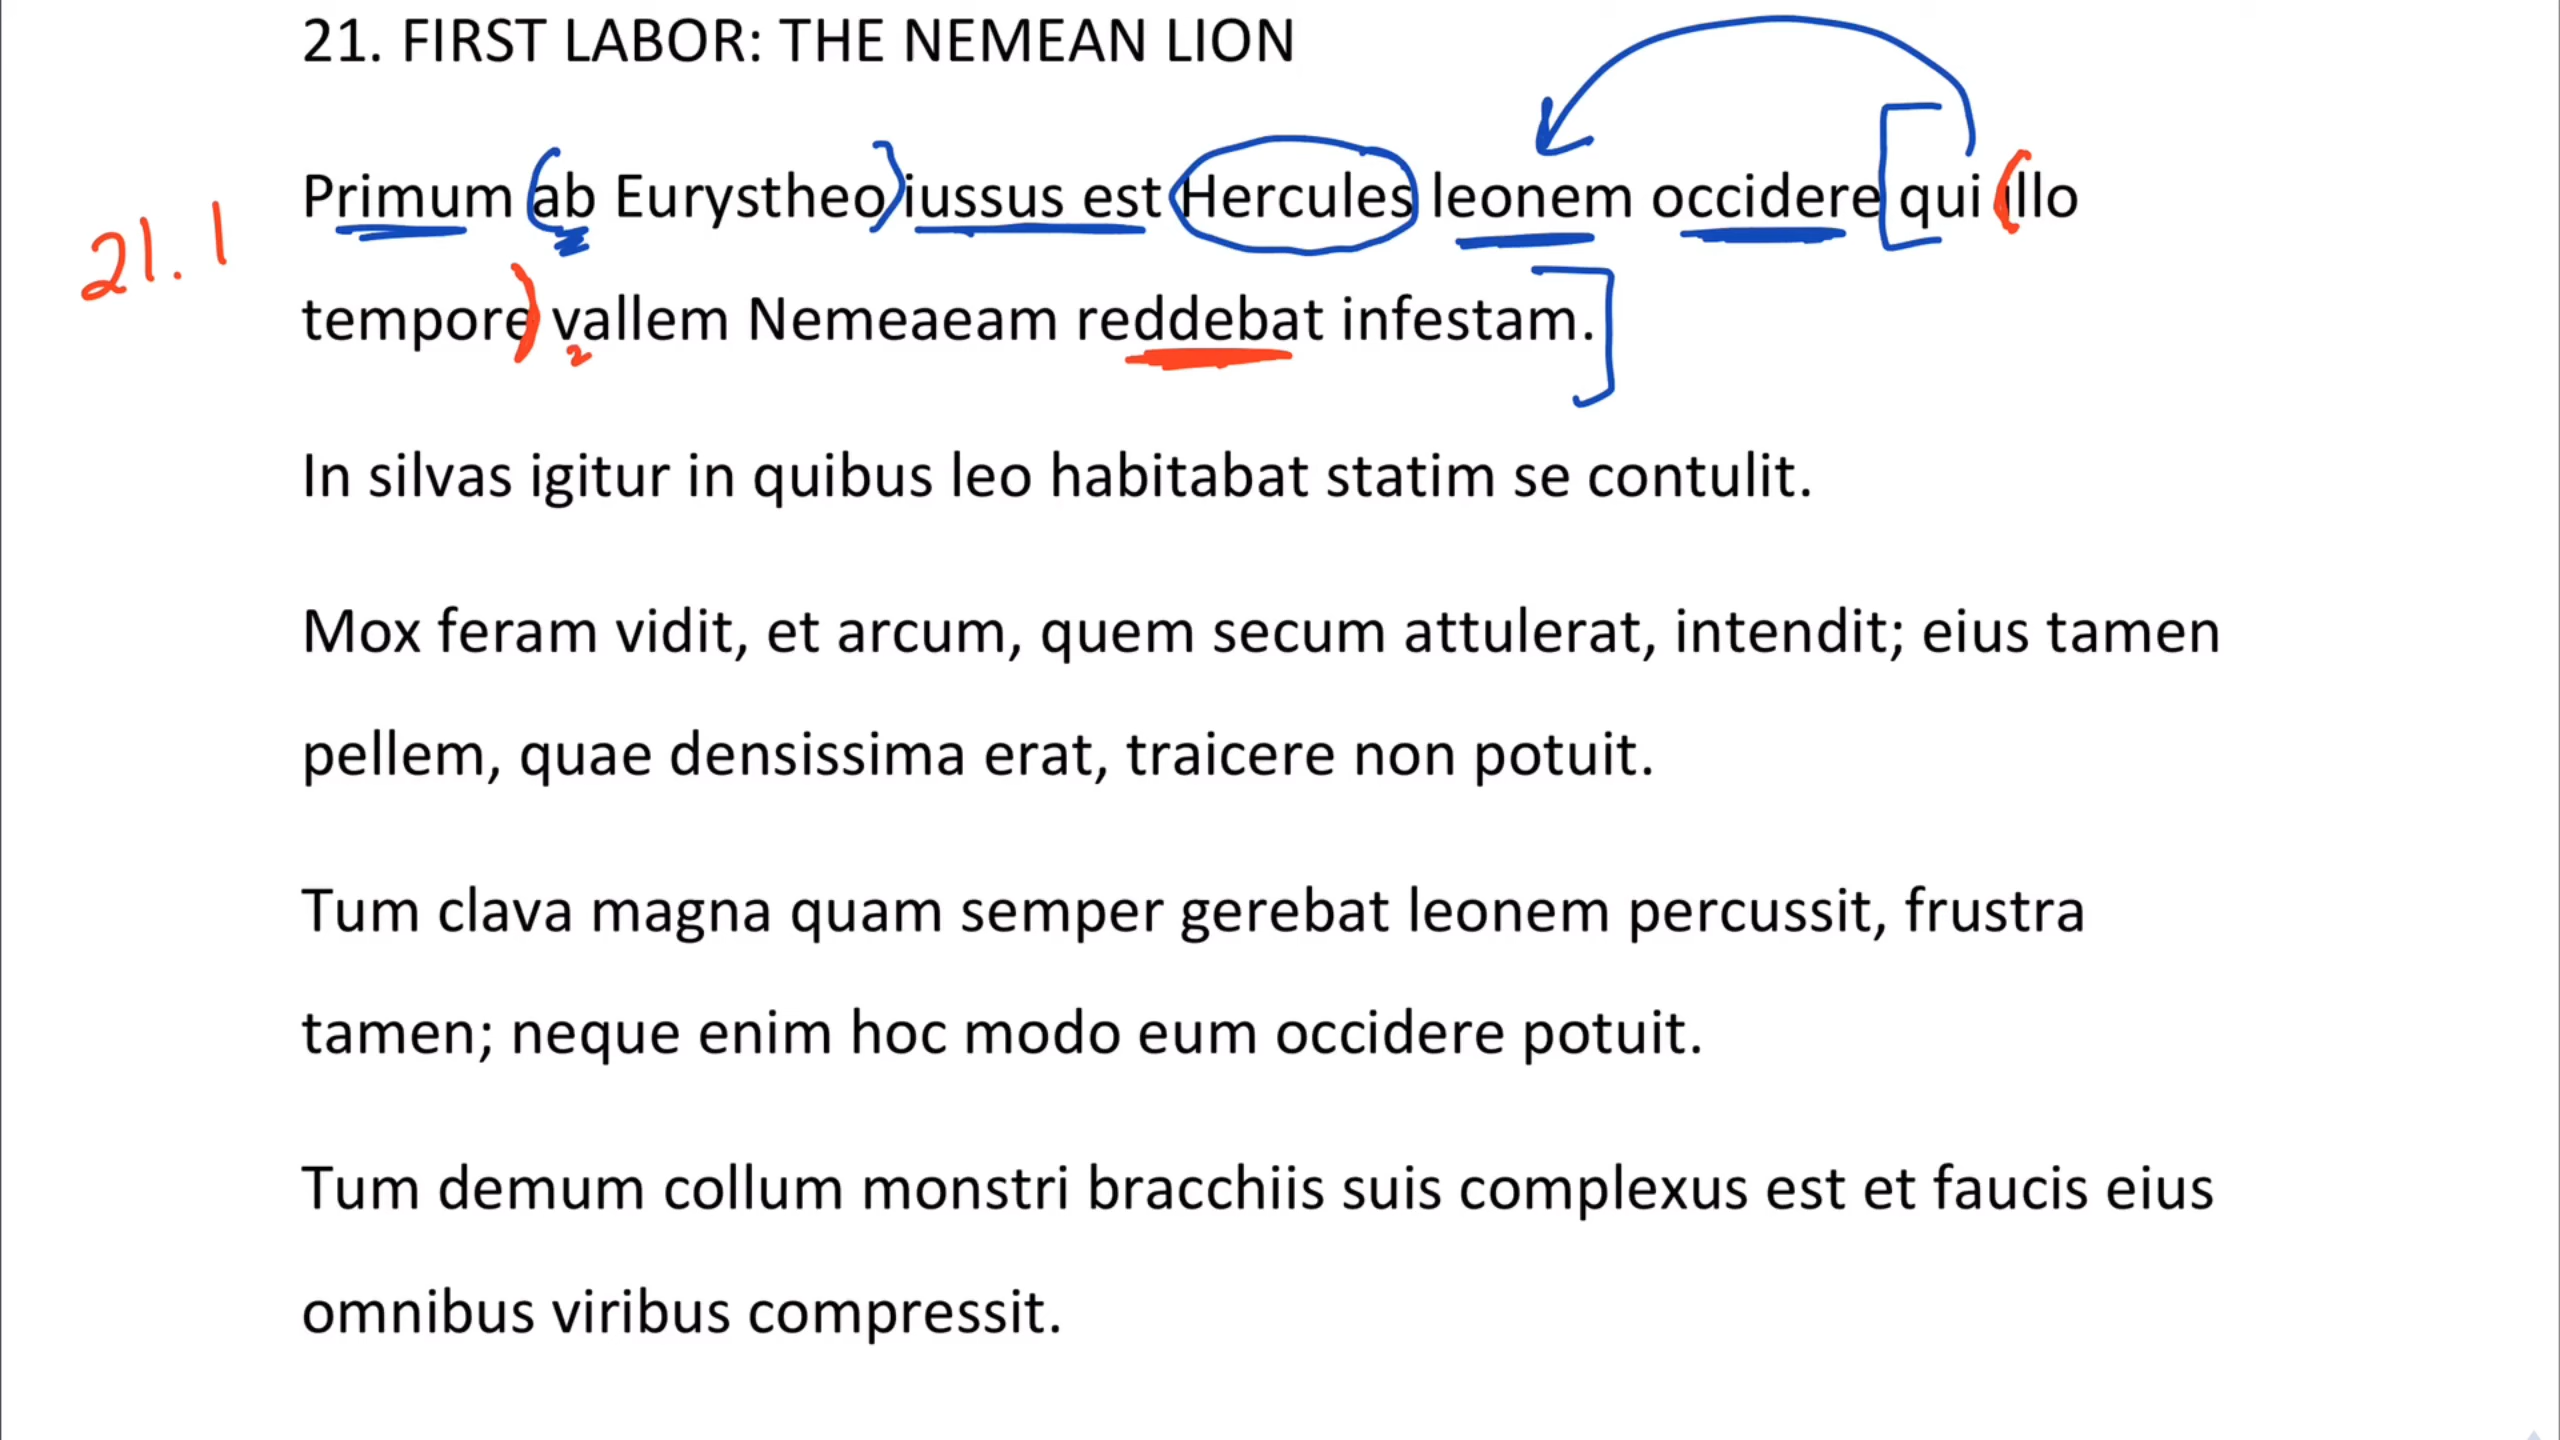 21. FIRST LABOR: THE NEMEAN LION
Primum ab Eurystheo iussus est Hercules leonem occidere qui illo
21.1
tempore vallem Nemeaeam reddebat infestam.
2
In silvas igitur in quibus leo habitabat statim se contulit.
Mox feram vidit, et arcum, quem secum attulerat, intendit; eius tamen
pellem, quae densissima erat, traicere non potuit.
Tum clava magna quam semper gerebat leonem percussit, frustra
tamen; neque enim hoc modo eum occidere potuit.
Tum demum collum monstri bracchiis suis complexus est et faucis eius
omnibus viribus compressit.